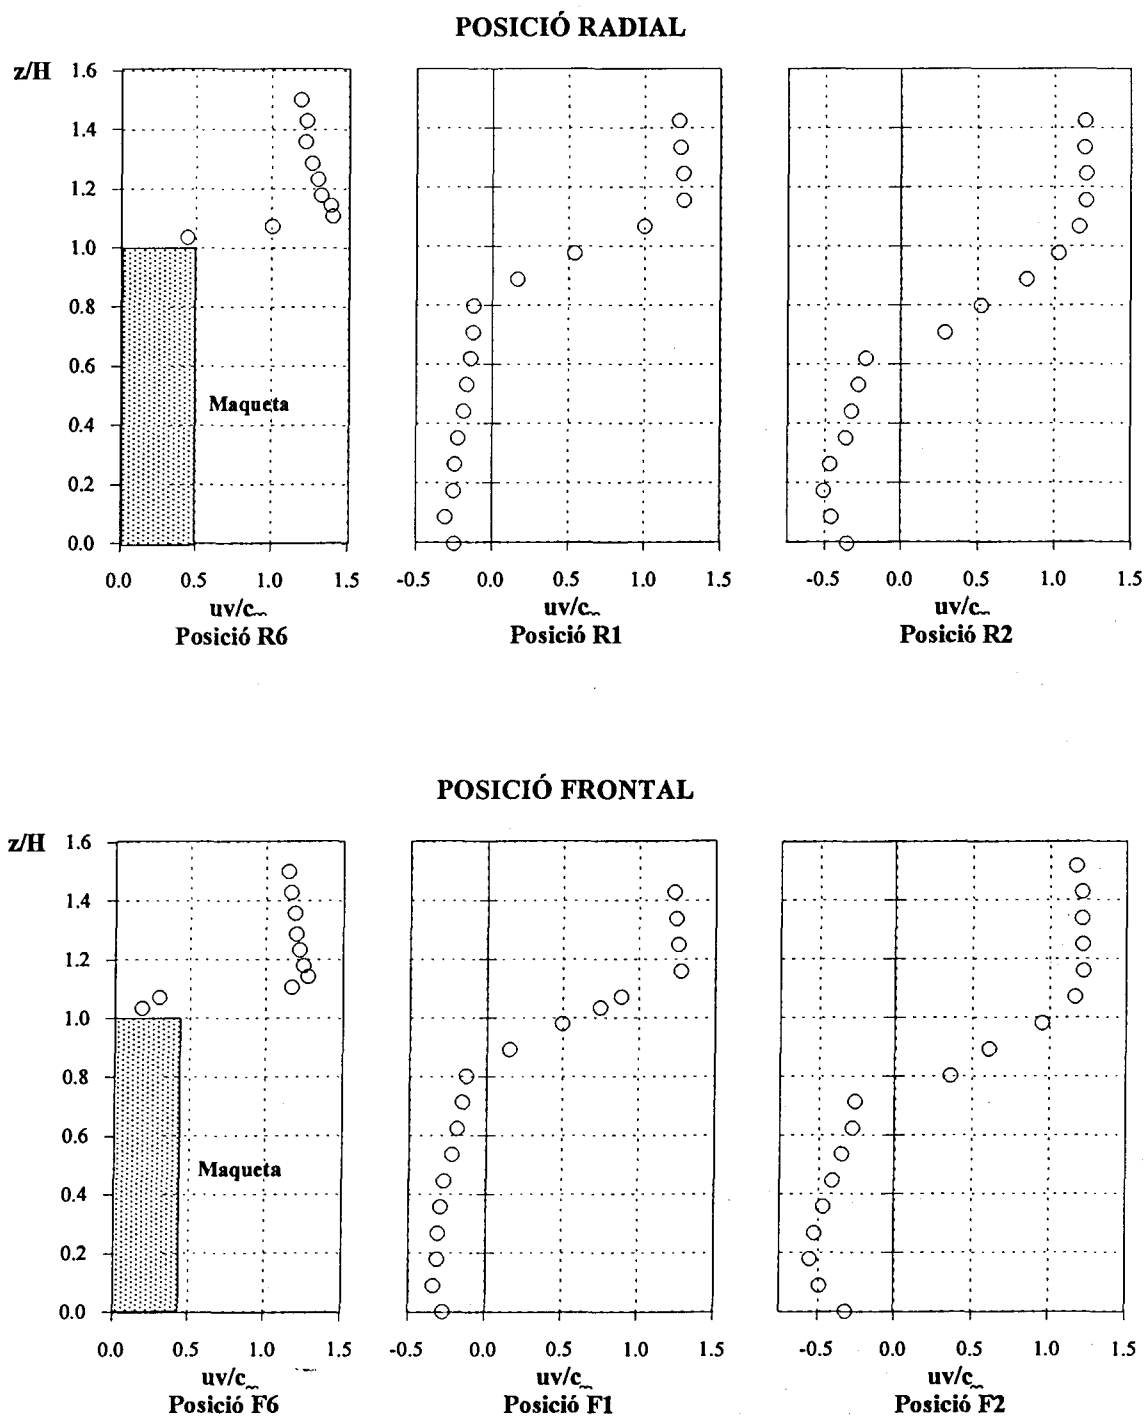 POSICIÓ RADIAL
z/H
1.6
1.4
1.2
1.0
0.8
0.6
0.4
0.2
0.0
Maqueta
0.0 0.5 1.0 1.5
-0.5 0.0 0.5 1.0 1.5
-0.5 0.0 0.5 1.0 1.5
uv/c∞
uv/c∞
uv/c∞
Posició R6
Posició R1
Posició R2
POSICIÓ FRONTAL
z/H
1.6
1.4
1.2
1.0
0.8
0.6
0.4
0.2
0.0
Maqueta
0.0 0.5 1.0 1.5
-0.5 0.0 0.5 1.0 1.5
-0.5 0.0 0.5 1.0 1.5
uv/c∞
uv/c∞
uv/c∞
Posició F6
Posició F1
Posició F2